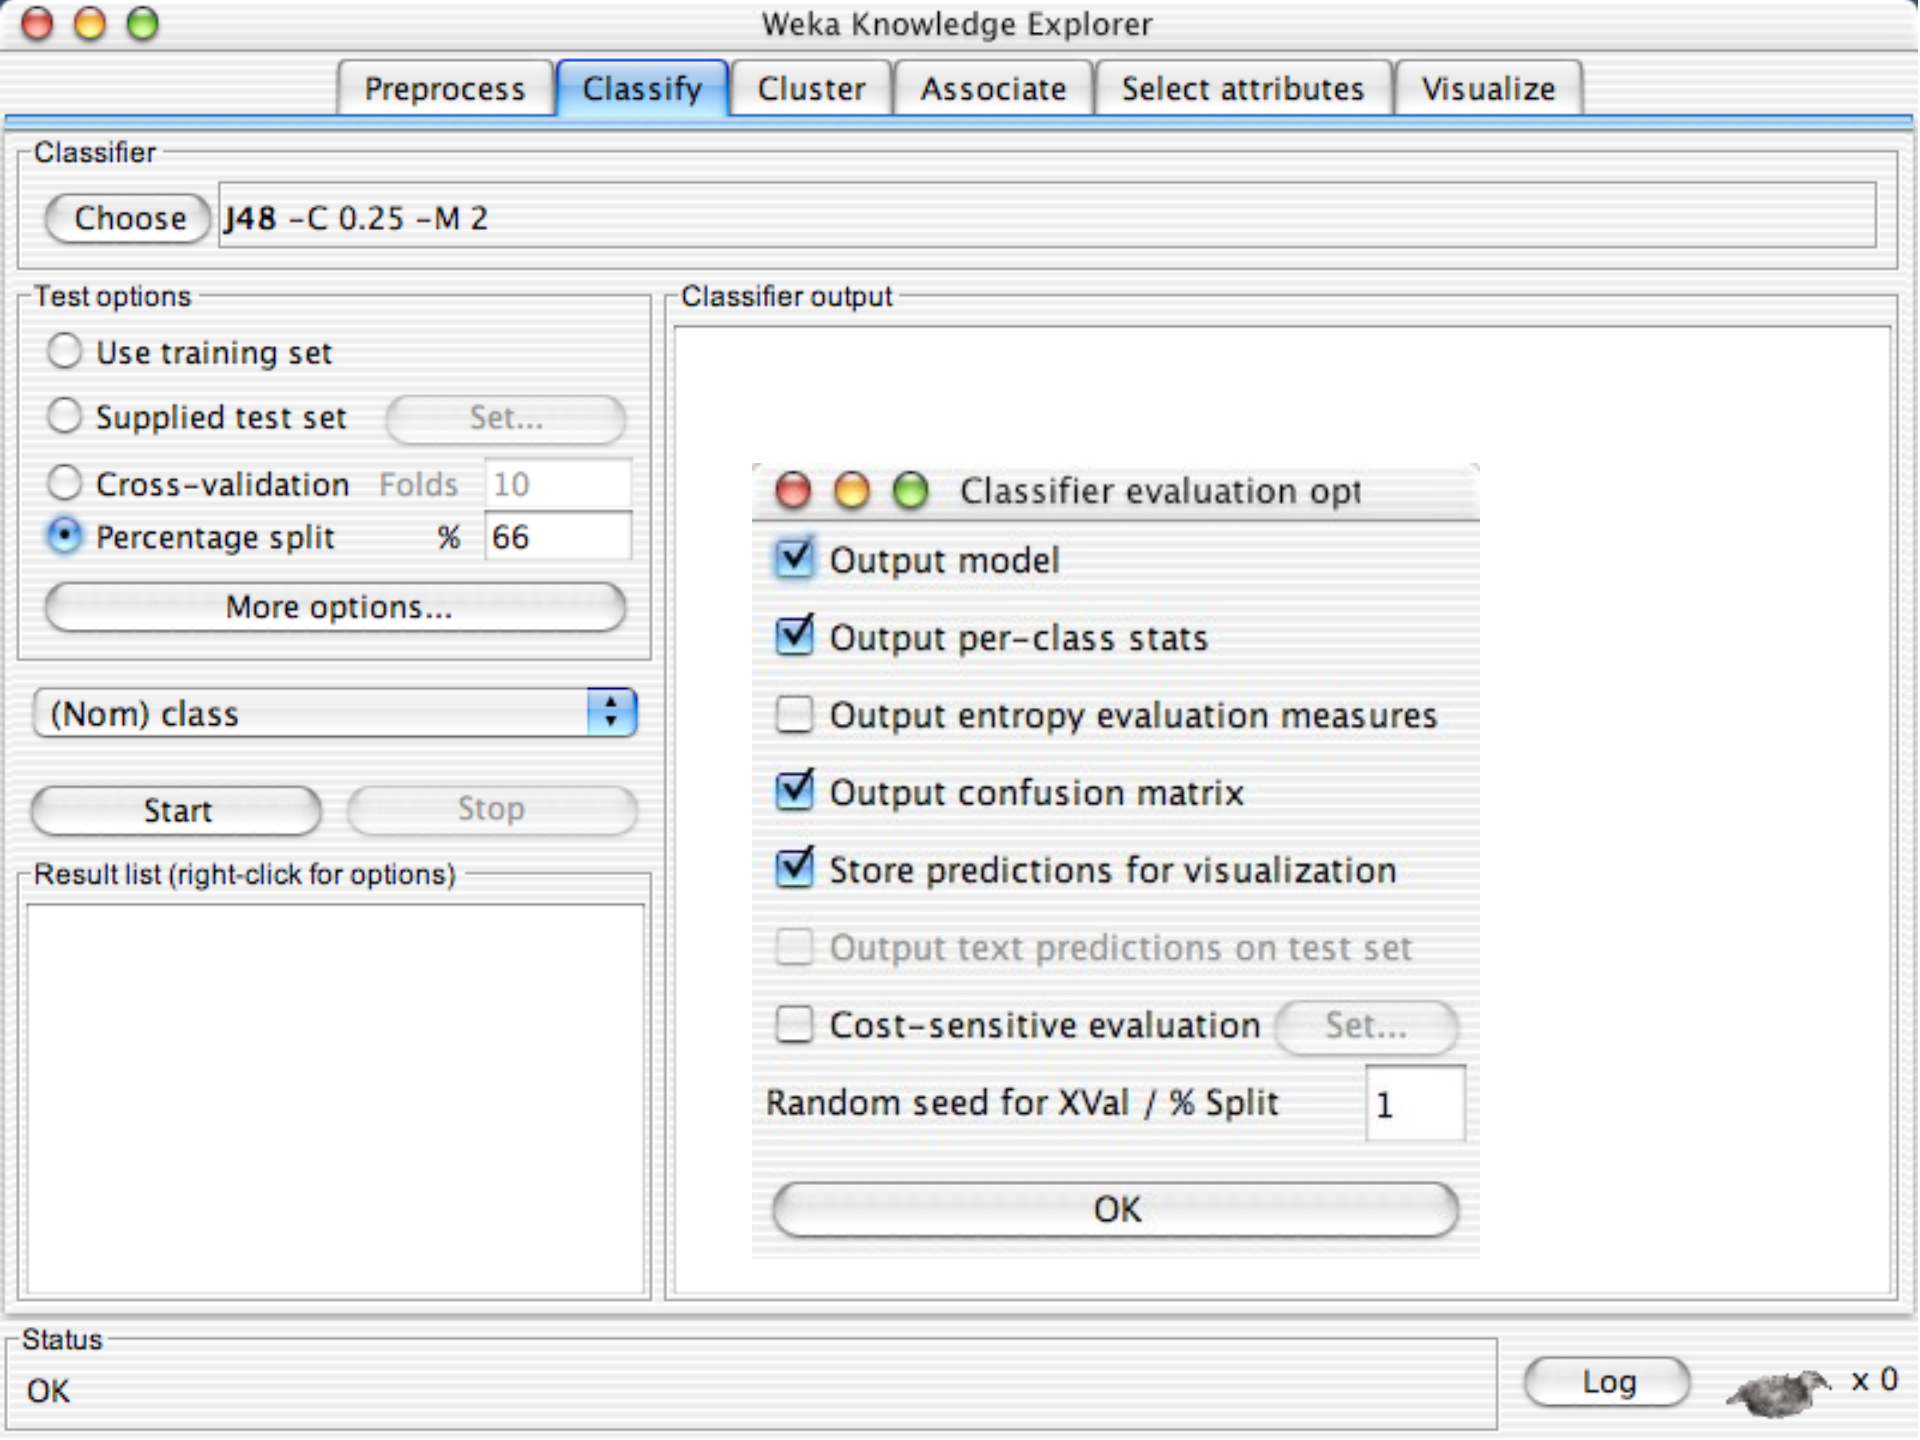 Weka Knowledge Explorer
Preprocess Classify Cluster Associate Select attributes Visualize
Classifier
Choose J48 -C 0.25 -M 2
Test options
Use training set
Supplied test set Set...
Cross-validation Folds 10
Percentage split % 66
More options...
(Nom) class
Start Stop
Result list (right-click for options)
Classifier output
Classifier evaluation opt
Output model
Output per-class stats
Output entropy evaluation measures
Output confusion matrix
Store predictions for visualization
Output text predictions on test set
Cost-sensitive evaluation Set...
Random seed for XVal / % Split 1
OK
Status
OK
Log x 0